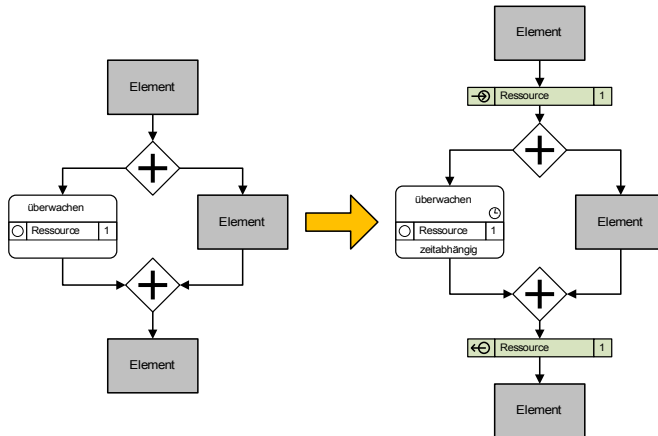 Element
überwachen
Ressource 1
Element
Element
Element
Ressource 1
überwachen
Ressource 1
zeitabhängig
Element
Ressource 1
Element